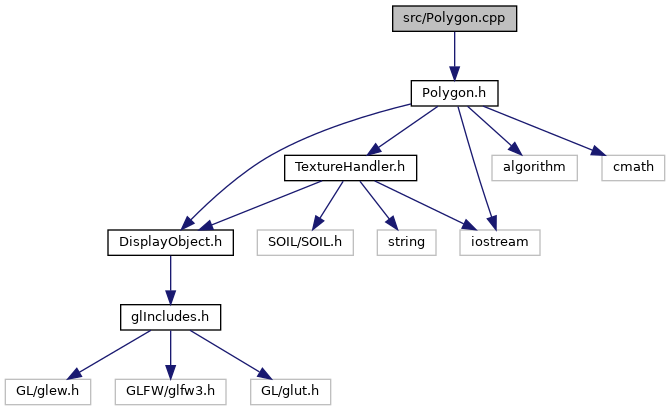 src/Polygon.cpp
Polygon.h
TextureHandler.h
algorithm
cmath
DisplayObject.h
SOIL/SOIL.h
string
iostream
glIncludes.h
GL/glew.h
GLFW/glfw3.h
GL/glut.h